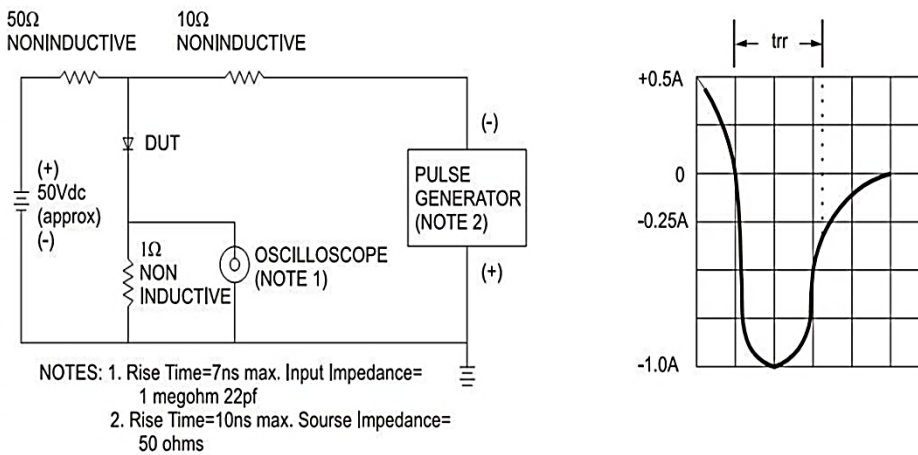 50Ω
NONINDUCTIVE
10Ω
NONINDUCTIVE
DUT
(+)
50Vdc
(approx)
(-)
1Ω
NON
INDUCTIVE
OSCILLOSCOPE
(NOTE 1)
(-)
PULSE
GENERATOR
(NOTE 2)
(+)
NOTES: 1. Rise Time=7ns max. Input Impedance=
1 megohm 22pf
2. Rise Time=10ns max. Sourse Impedance=
50 ohms
trr
+0.5A
0
-0.25A
-1.0A